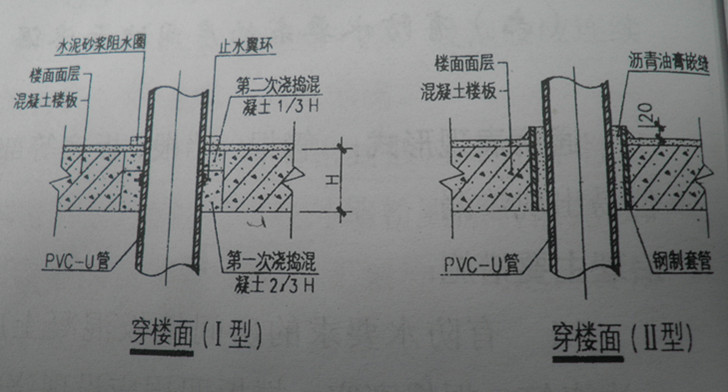 水泥砂浆阻水圈
止水翼环
楼面面层
混凝土楼板
第二次浇捣混
凝土1/3H
H
PVC-U管
第一次浇捣混
凝土2/3H
穿楼面(I型)
沥青油膏嵌缝
楼面面层
混凝土楼板
20
PVC-U管
钢制套管
穿楼面(II型)